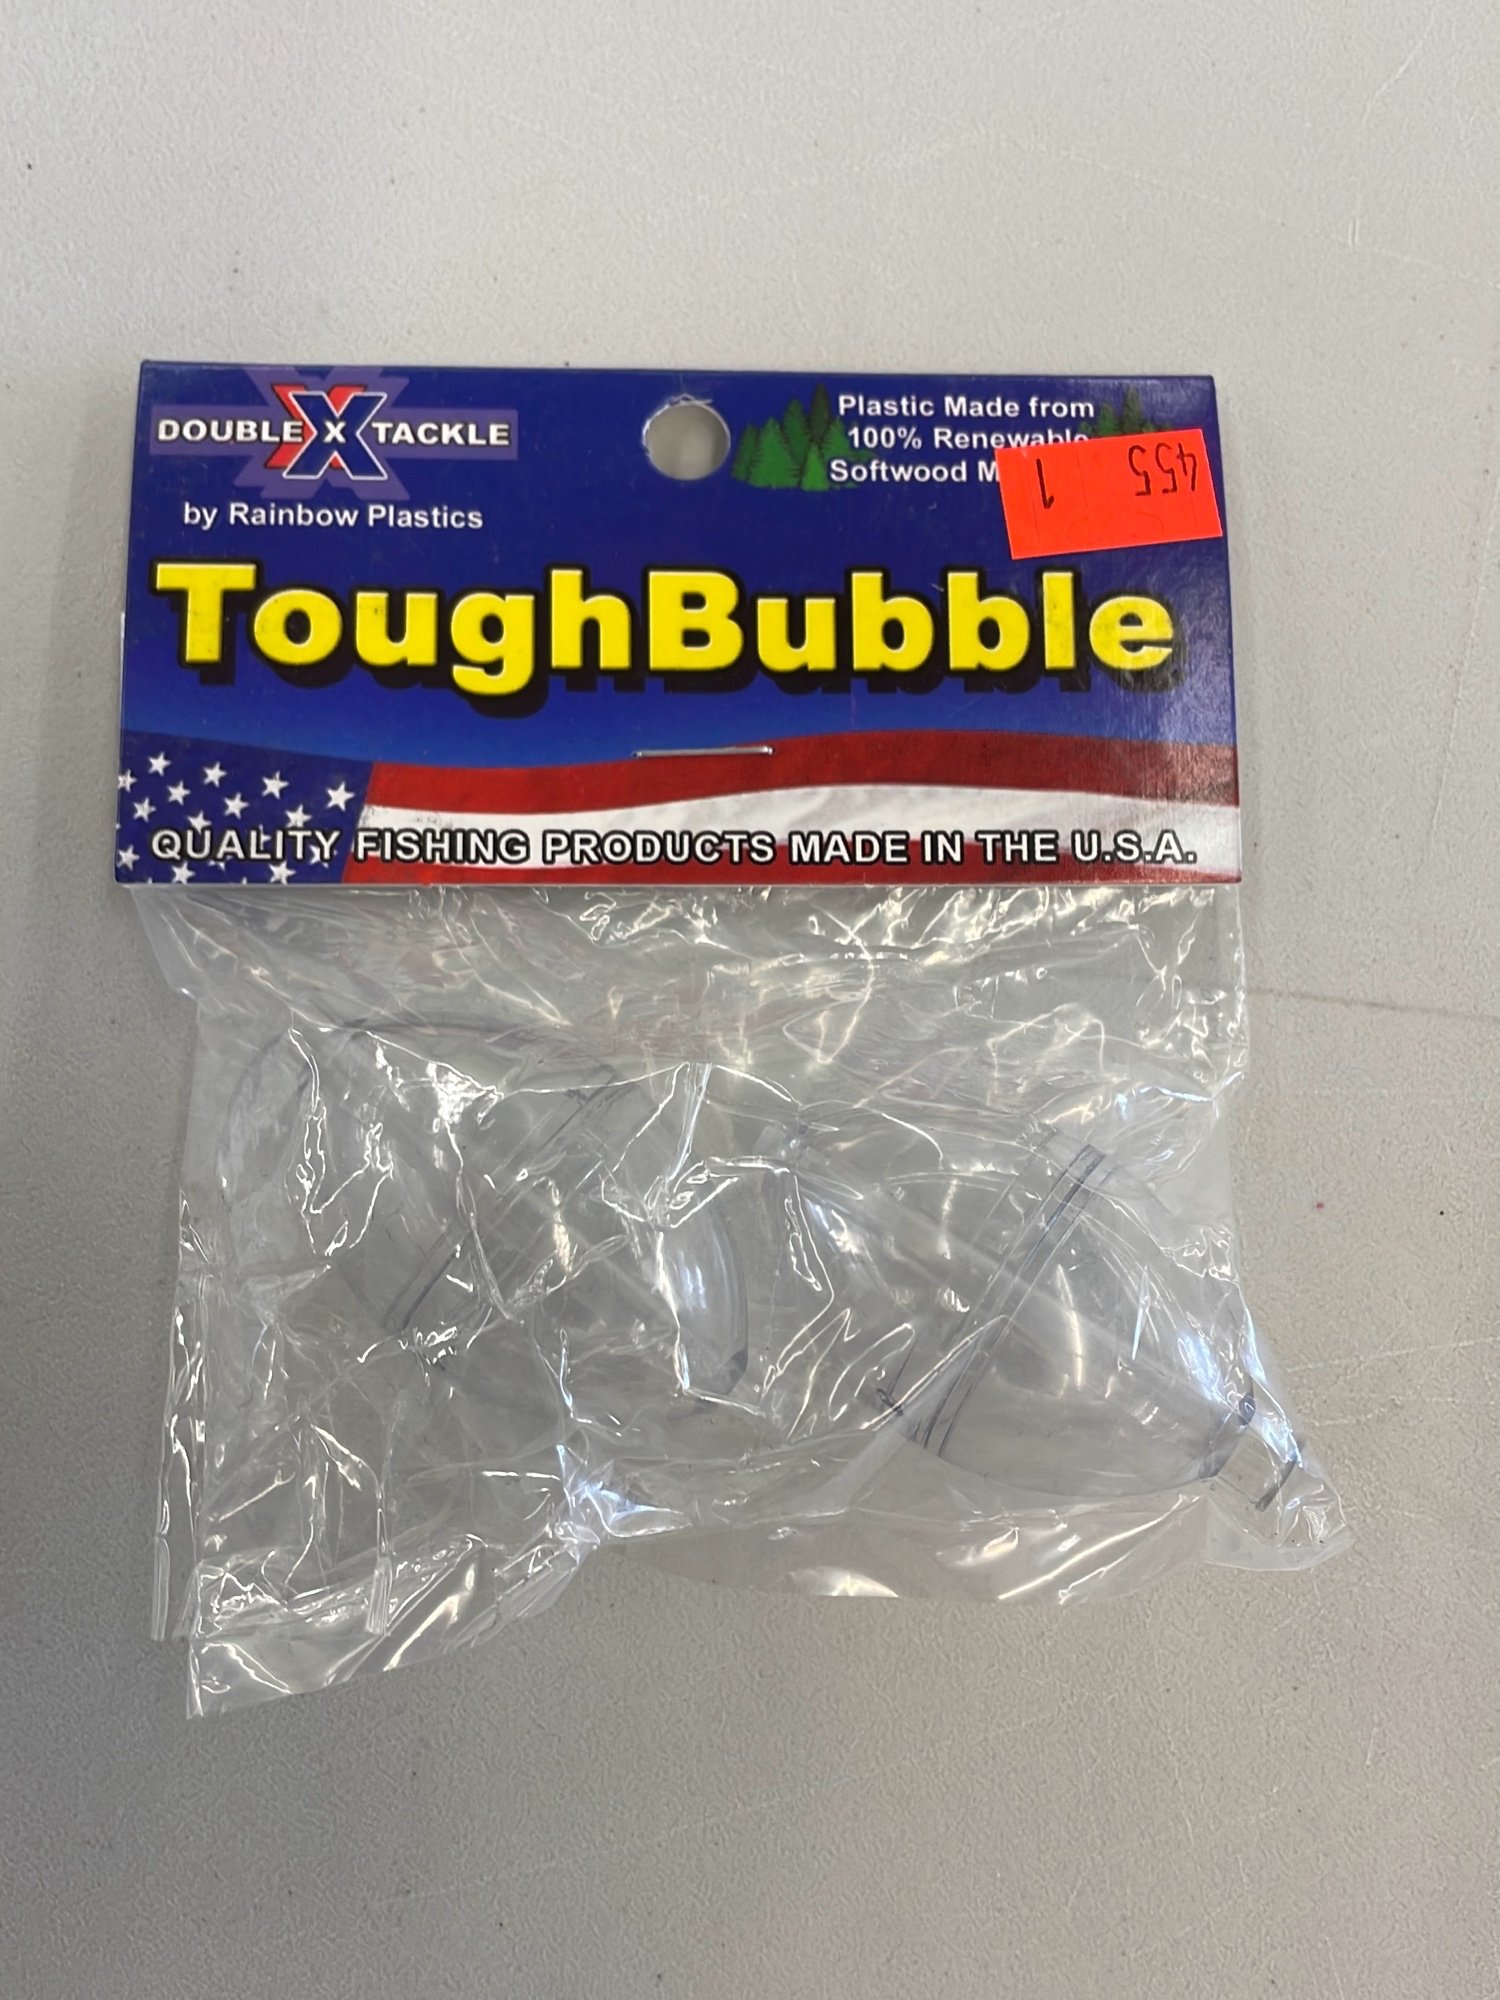 DOUBLE X TACKLE
by Rainbow Plastics
Plastic Made from
100% Renewable
Softwood
455
1
ToughBubble
QUALITY FISHING PRODUCTS MADE IN THE U.S.A.